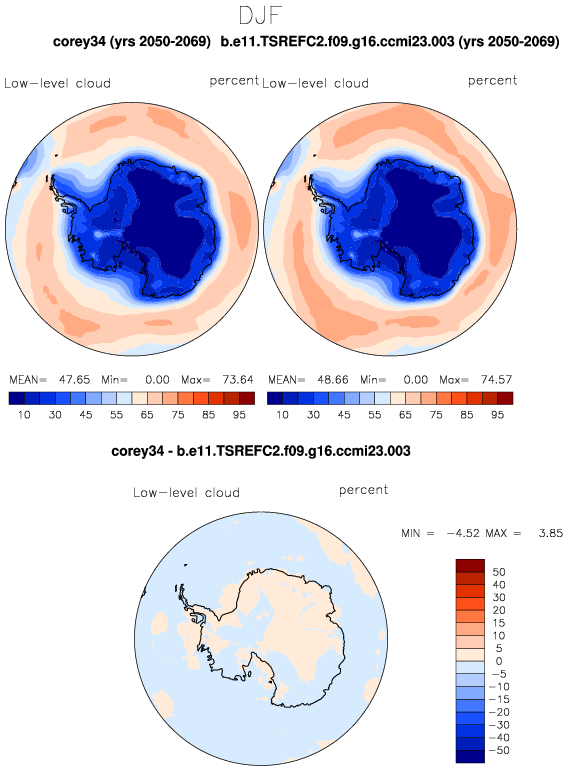 DJF
corey34 (yrs 2050-2069) b.e11.TSREFC2.f09.g16.ccmi23.003 (yrs 2050-2069)
Low-level cloud percent Low-level cloud percent
MEAN= 47.65 Min= 0.00 Max= 73.64 MEAN= 48.66 Min= 0.00 Max= 74.57
10 30 45 55 65 75 85 95 10 30 45 55 65 75 85 95
corey34 - b.e11.TSREFC2.f09.g16.ccmi23.003
Low-level cloud percent
MIN = -4.52 MAX = 3.85
50
40
30
20
15
10
5
0
-5
-10
-15
-20
-30
-40
-50